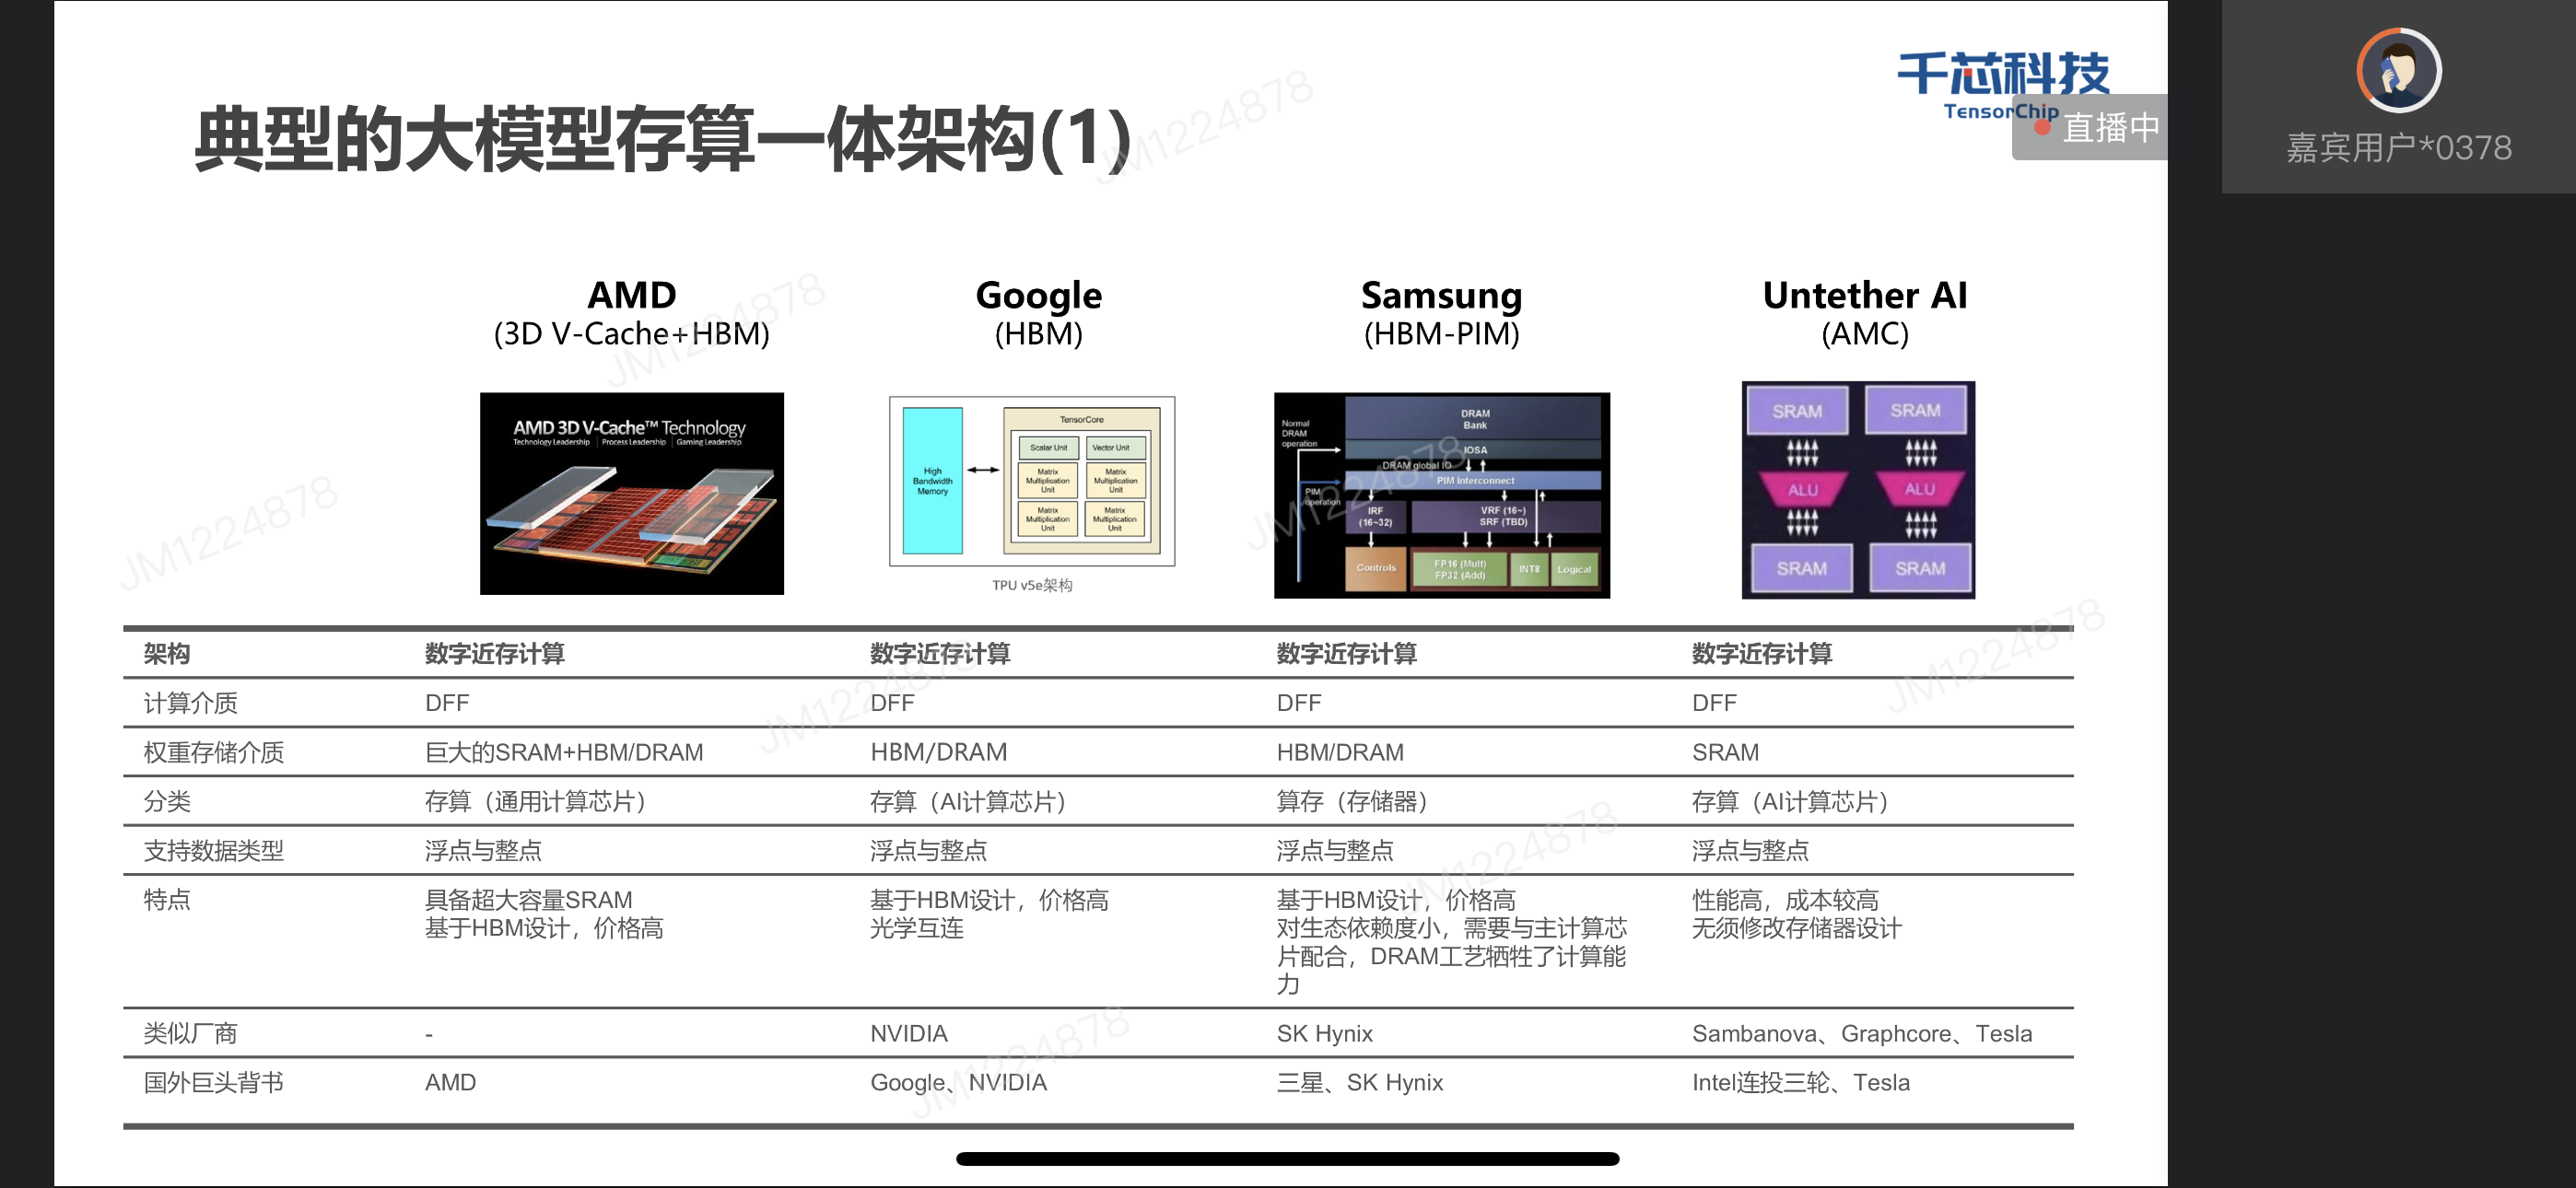 千芯科技
TensorChip
直播中
嘉宾用户*0378
典型的大模型存算一体架构(1)
AMD
(3D V-Cache+HBM)
Google
(HBM)
Samsung
(HBM-PIM)
Untether AI
(AMC)
AMD 3D V-Cache™ Technology
Technology Leadership | Process Leadership | Gaming Leadership
High
Bandwidth
Memory
TensorCore
Scalar Unit
Vector Unit
Matrix
Multiplication
Unit
Matrix
Multiplication
Unit
Matrix
Multiplication
Unit
Matrix
Multiplication
Unit
TPU v5e架构
Normal
DRAM
operation
DRAM
Bank
IOSA
DRAM global IO
PIM Interconnect
PIM
operation
IRF
(16~32)
VRF (16~)
SRF (TBD)
Controls
FP16 (Mult)
FP32 (Add)
INT8
Logical
SRAM
SRAM
ALU
ALU
SRAM
SRAM
架构 数字近存计算 数字近存计算 数字近存计算 数字近存计算
计算介质 DFF DFF DFF DFF
权重存储介质 巨大的SRAM+HBM/DRAM HBM/DRAM HBM/DRAM SRAM
分类 存算（通用计算芯片） 存算（AI计算芯片） 算存（存储器） 存算（AI计算芯片）
支持数据类型 浮点与整点 浮点与整点 浮点与整点 浮点与整点
特点 具备超大容量SRAM 基于HBM设计，价格高 基于HBM设计，价格高 性能高，成本较高
基于HBM设计，价格高 光学互连 对生态依赖度小，需要与主计算芯 无须修改存储器设计
片配合，DRAM工艺牺牲了计算能
力
类似厂商 - NVIDIA SK Hynix Sambanova、Graphcore、Tesla
国外巨头背书 AMD Google、NVIDIA 三星、SK Hynix Intel连投三轮、Tesla
JM1224878
JM1224878
JM1224878
JM1224878
JM1224878
JM1224878
JM1224878
JM1224878